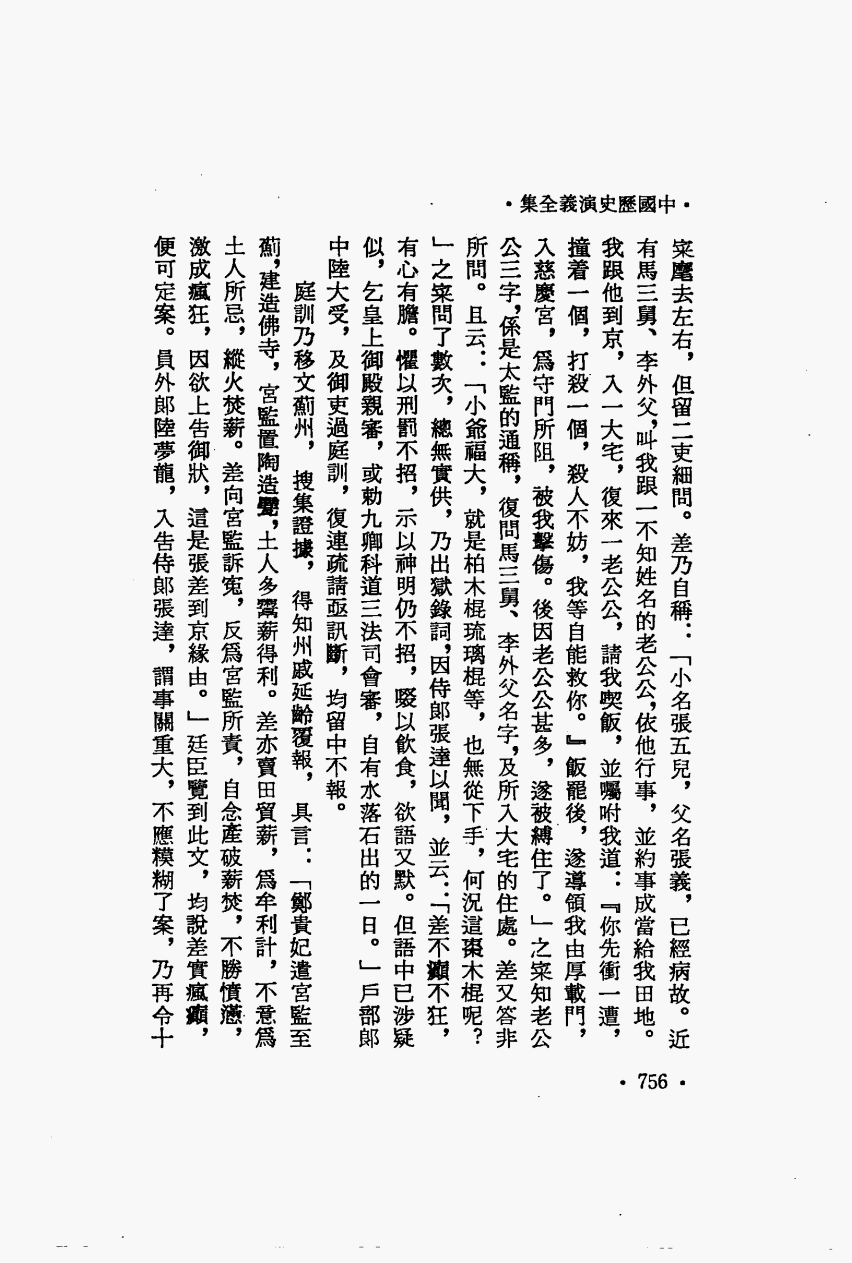 ·中國歷史演義全集·
寀麾去左右，但留二吏細問。差乃自稱：「小名張五兒，父名張義，已經病故。近
有馬三舅、李外父，叫我跟一不知姓名的老公公，依他行事，並約事成當給我田地。
我跟他到京，入一大宅，復來一老公公，請我喫飯，並囑咐我道：『你先衝一遭，
撞着一個，打殺一個，殺人不妨，我等自能救你。』飯罷後，遂導領我由厚載門，
入慈慶宮，爲守門所阻，被我擊傷。後因老公公甚多，遂被縛住了。」之寀知老公
公三字，係是太監的通稱，復問馬三舅、李外父名字，及所入大宅的住處。差又答非
所問。且云：「小爺福大，就是柏木棍琉璃棍等，也無從下手，何況這棗木棍呢？
」之寀問了數次，總無實供，乃出獄錄詞，因侍郎張達以聞，並云：「差不癲不狂，
有心有膽。懼以刑罰不招，示以神明仍不招，啜以飲食，欲語又默。但語中已涉疑
似，乞皇上御殿親審，或勅九卿科道三法司會審，自有水落石出的一日。」戶部郎
中陸大受，及御吏過庭訓，復連疏請亟訊斷，均留中不報。
庭訓乃移文薊州，搜集證據，得知州戚延齡覆報，具言：「鄭貴妃遣宮監至
薊，建造佛寺，宮監置陶造甓，土人多鬻薪得利。差亦賣田貿薪，爲牟利計，不意爲
土人所忌，縱火焚薪。差向宮監訴寃，反爲宮監所責，自念產破薪焚，不勝憤懣，
激成瘋狂，因欲上告御狀，這是張差到京緣由。」廷臣覽到此文，均說差實瘋癲，
便可定案。員外郎陸夢龍，入告侍郎張達，謂事關重大，不應糢糊了案，乃再令十
·756·